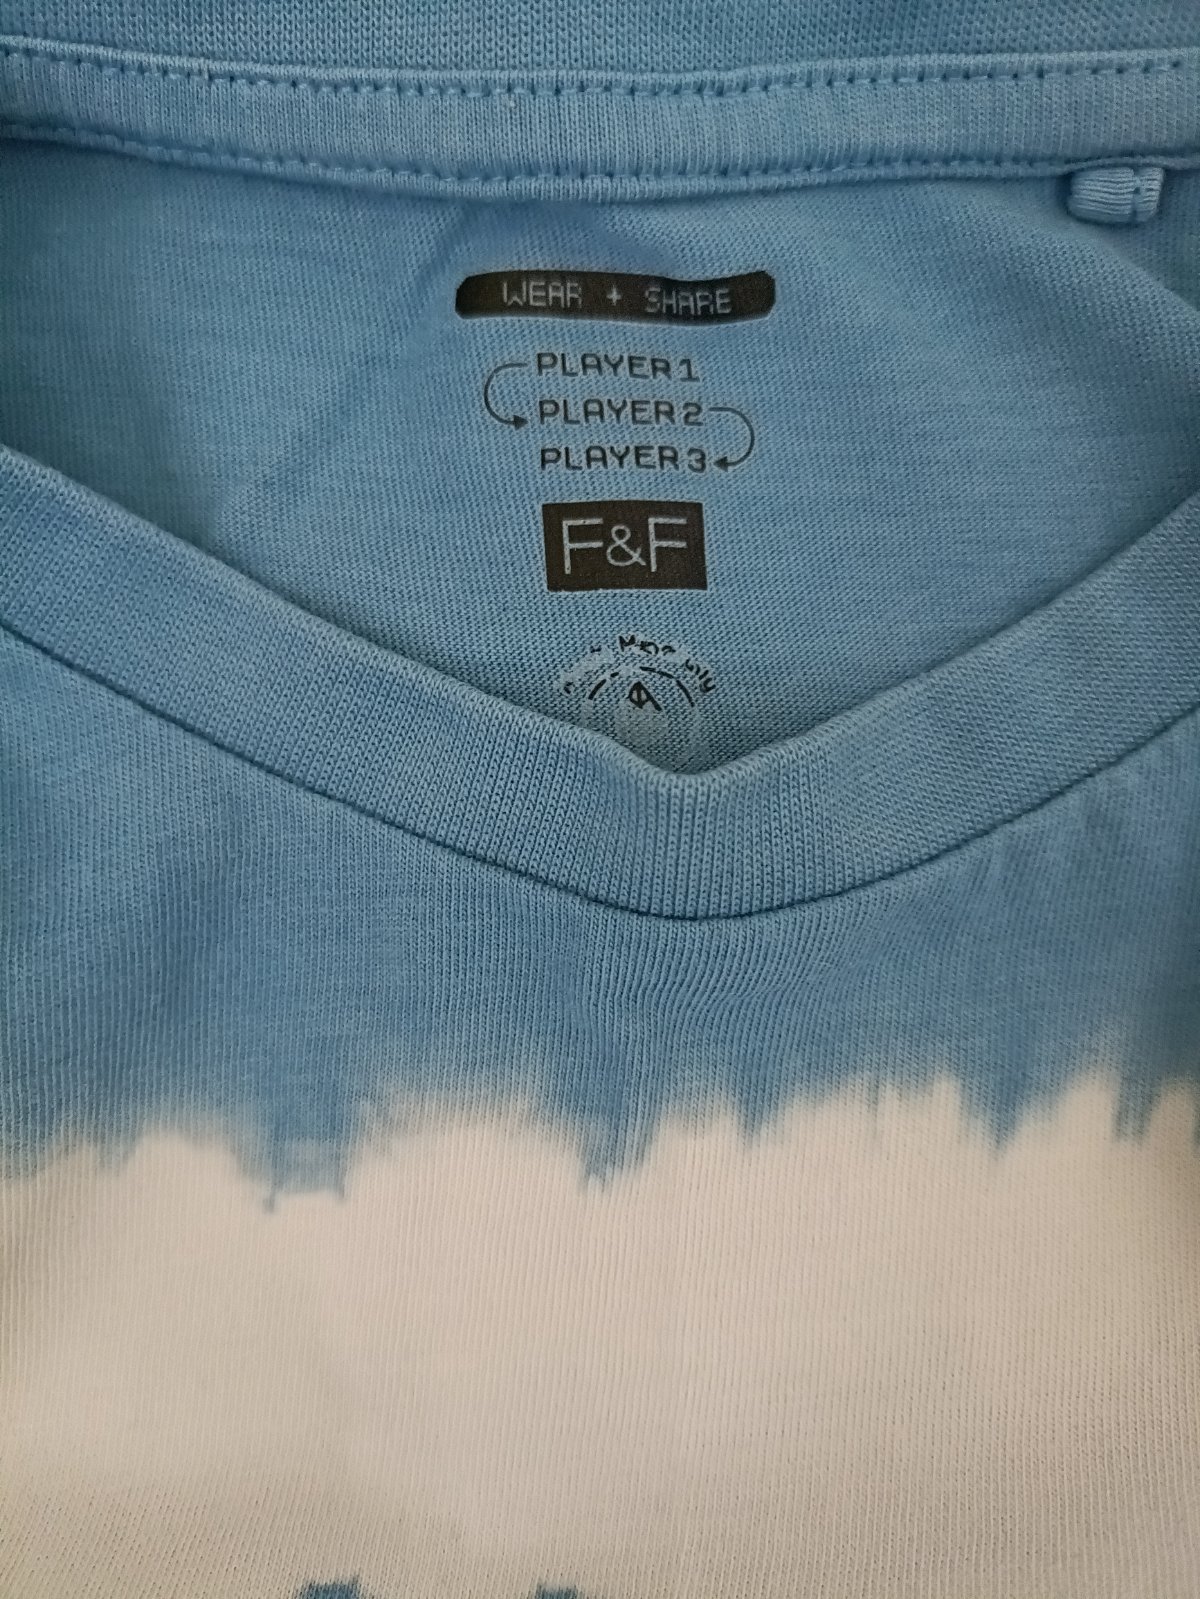 WEAR + SHARE
PLAYER 1
PLAYER 2
PLAYER 3
F&F